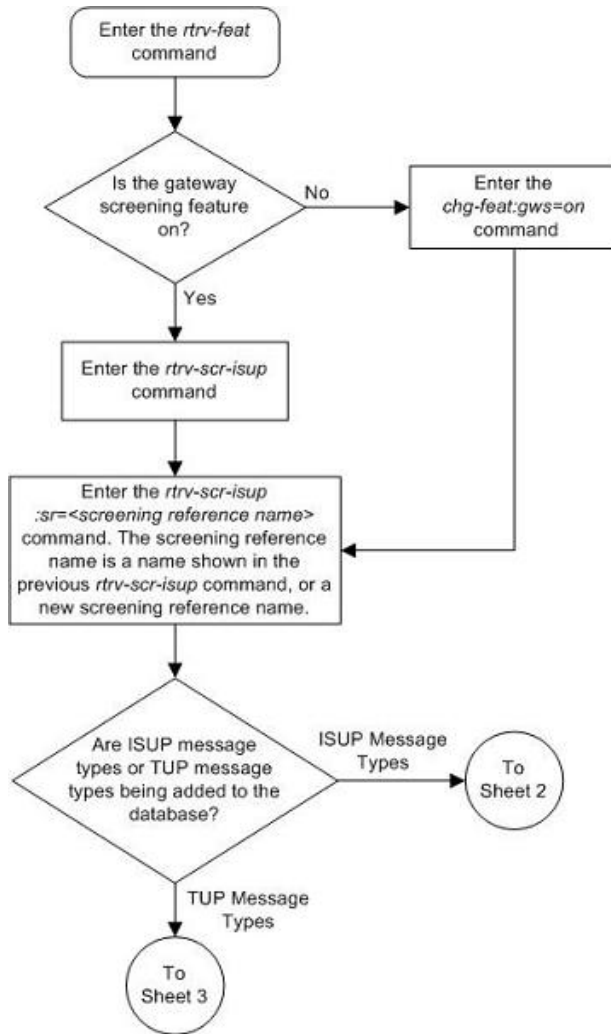 Enter the rtrv-feat
command
Is the gateway
screening feature
on?
No
Enter the
chg-feat:gws=on
command
Yes
Enter the rtrv-scr-isup
command
Enter the rtrv-scr-isup
:sr=<screening reference name>
command. The screening reference
name is a name shown in the
previous rtrv-scr-isup command, or a
new screening reference name.
Are ISUP message
types or TUP message
types being added to the
database?
ISUP Message
Types
To
Sheet 2
TUP Message
Types
To
Sheet 3